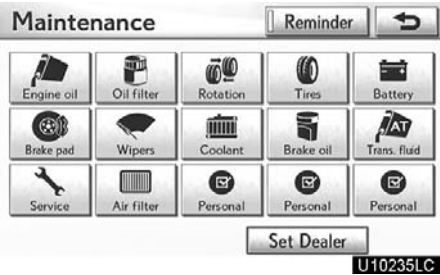 Maintenance Reminder
Engine oil Oil filter Rotation Tires Battery
Brake pad Wipers Coolant Brake oil AT Trans. fluid
Service Air filter Personal Personal Personal
Set Dealer
U10235LC